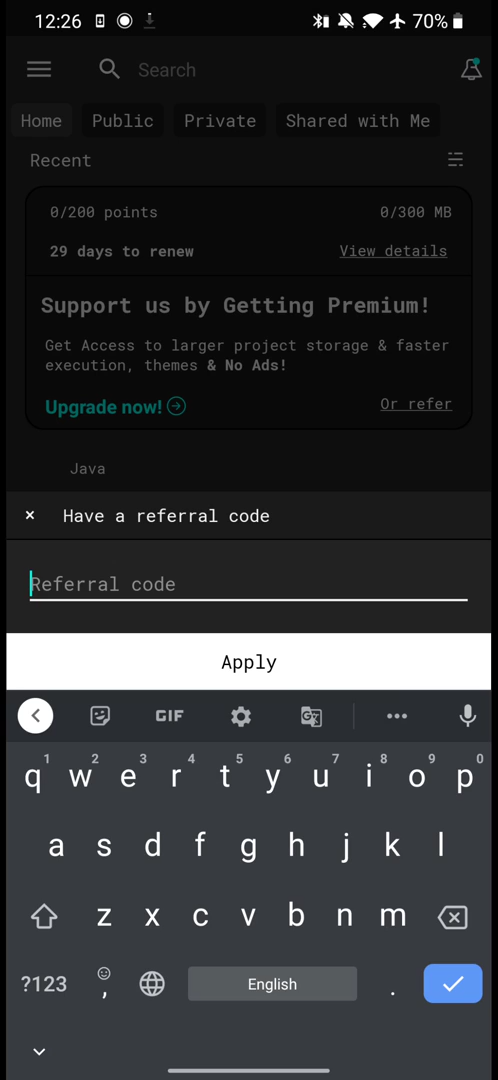 12:26 70%
Search
Home Public Private Shared with Me
Recent
0/200 points 0/300 MB
29 days to renew View details
Support us by Getting Premium!
Get Access to larger project storage & faster
execution, themes & No Ads!
Upgrade now! Or refer
Java
× Have a referral code
Referral code
Apply
GIF G
1 2 3 4 5 6 7 8 9 0
q w e r t y u i o p
a s d f g h j k l
z x c v b n m
?123 , English .